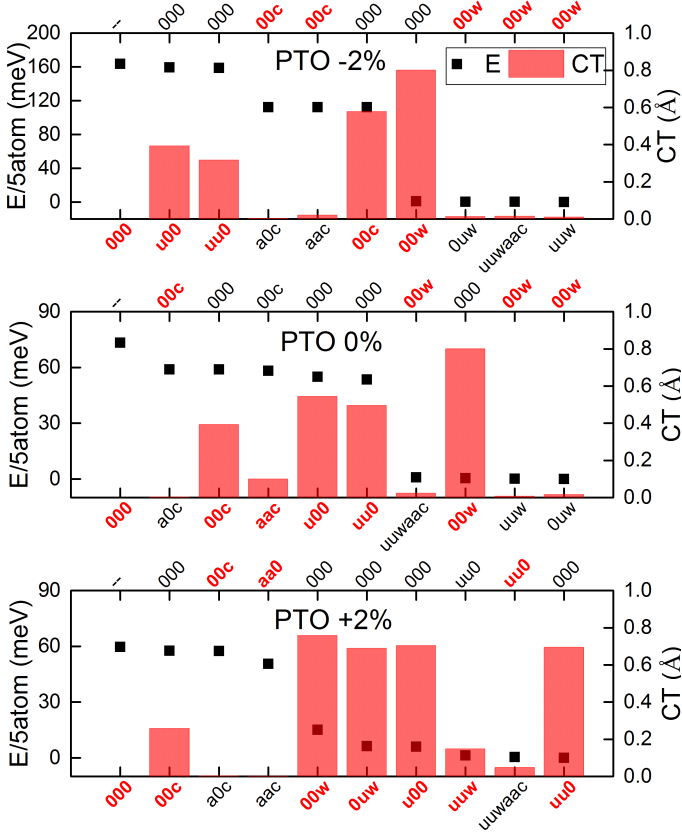 -- 000 000 00c 00c 000 000 00w 00w 00w
PTO -2%
E CT
200
160
120
80
40
0
E/5atom (meV)
1.0
0.8
0.6
0.4
0.2
0.0
CT (Å)
000 u00 uu0 a0c aac 00c 00w 0uw uuwaac uuw
-- 00c 000 00c 000 000 00w 000 00w 00w
PTO 0%
90
60
30
0
E/5atom (meV)
1.0
0.8
0.6
0.4
0.2
0.0
CT (Å)
000 a0c 00c aac u00 uu0 uuwaac 00w uuw 0uw
-- 000 00c aa0 000 000 000 uu0 uu0 000
PTO +2%
90
60
30
0
E/5atom (meV)
1.0
0.8
0.6
0.4
0.2
0.0
CT (Å)
000 00c a0c aac 00w 0uw u00 uuw uuwaac uu0